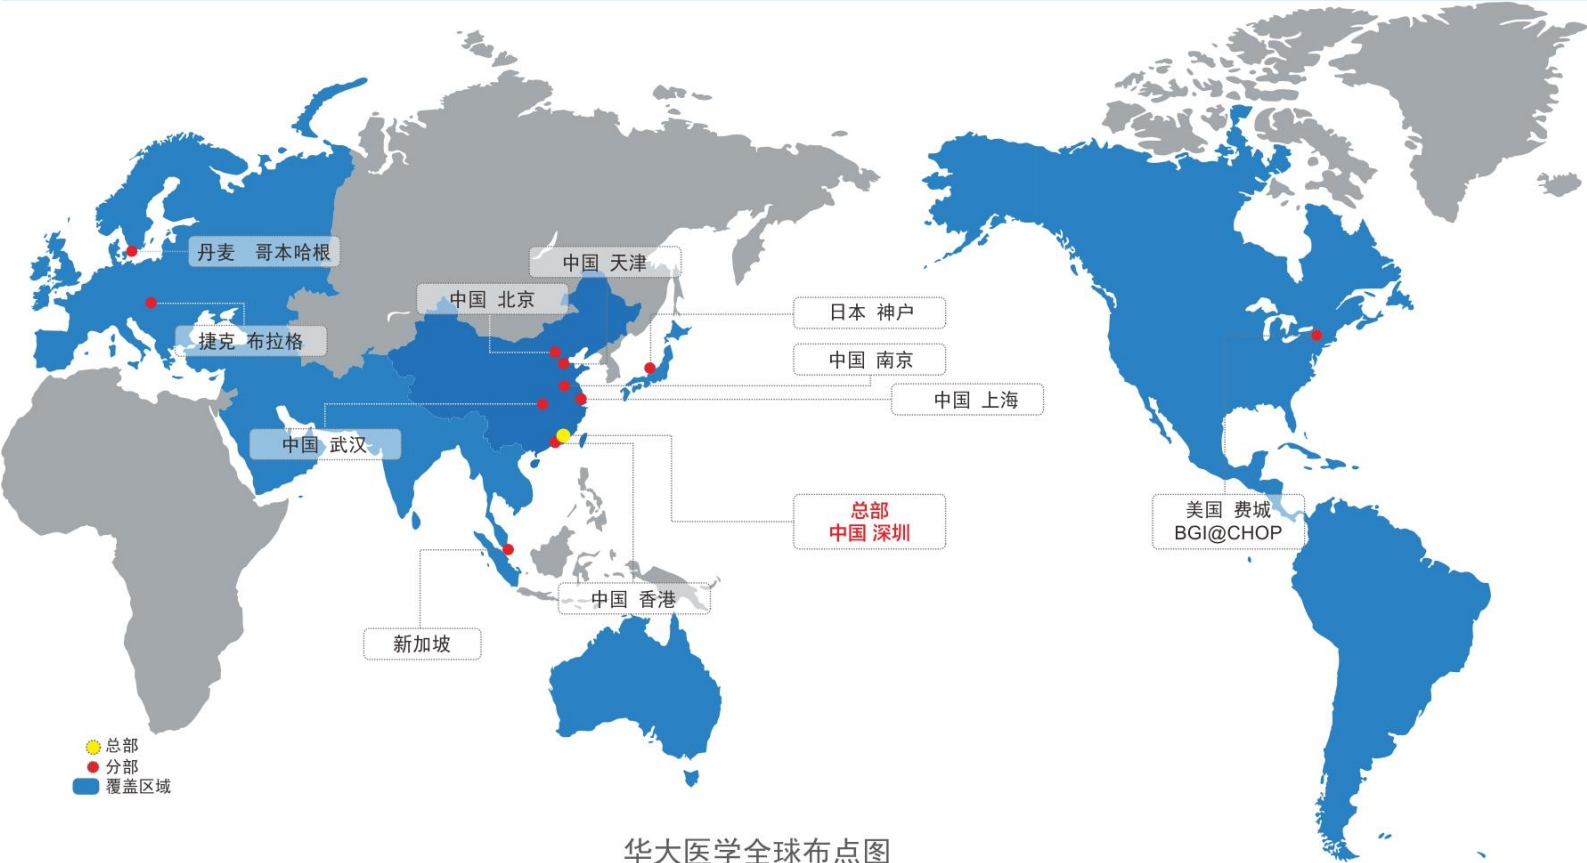 丹麦 哥本哈根
中国 天津
中国 北京
日本 神户
捷克 布拉格
中国 南京
中国 上海
中国 武汉
总部
中国 深圳
美国 费城
BGI@CHOP
中国 香港
新加坡
总部
分部
覆盖区域
华大医学全球布点图